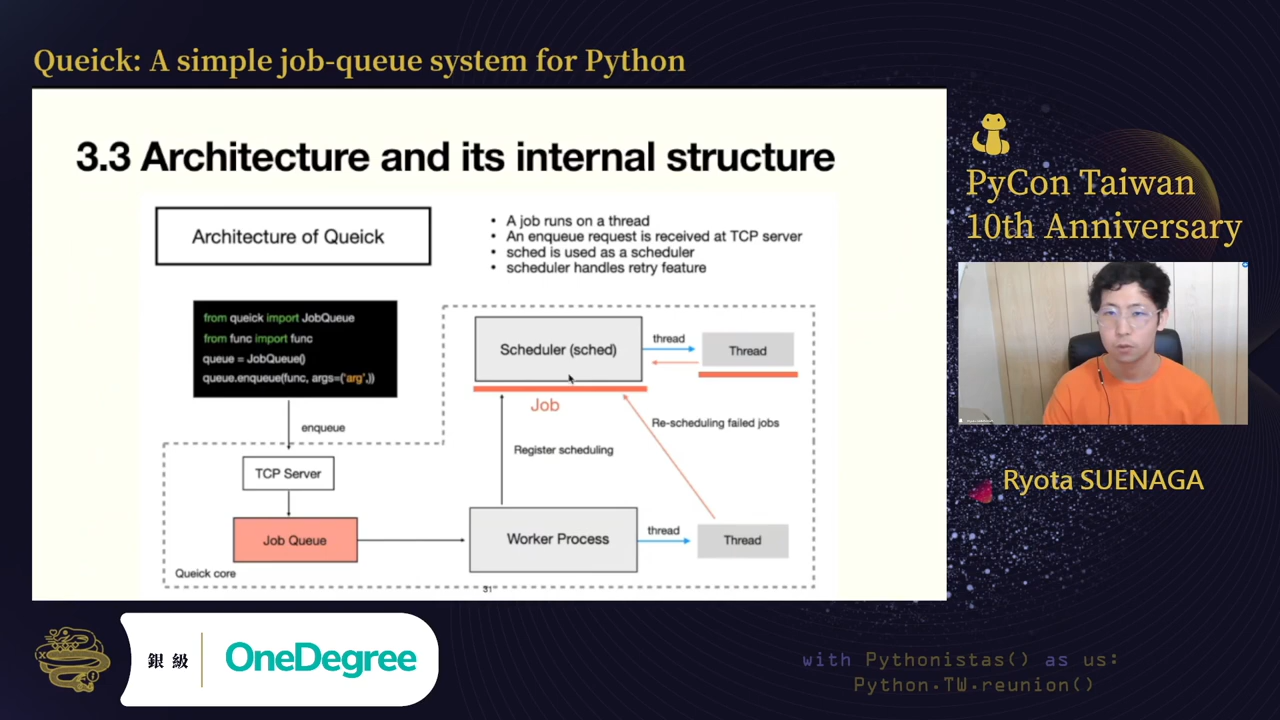 Queick: A simple job-queue system for Python
3.3 Architecture and its internal structure
Architecture of Queick
• A job runs on a thread
• An enqueue request is received at TCP server
• sched is used as a scheduler
• scheduler handles retry feature
from queick import JobQueue
from func import func
queue = JobQueue()
queue.enqueue(func, args=('arg',))
enqueue
TCP Server
Job Queue
Queick core
Scheduler (sched)
thread
Thread
Job
Register scheduling
Re-scheduling failed jobs
Worker Process
thread
Thread
31
PyCon Taiwan
10th Anniversary
Ryota SUENAGA
銀級
OneDegree
with Pythonistas() as us:
Python.TW.reunion()